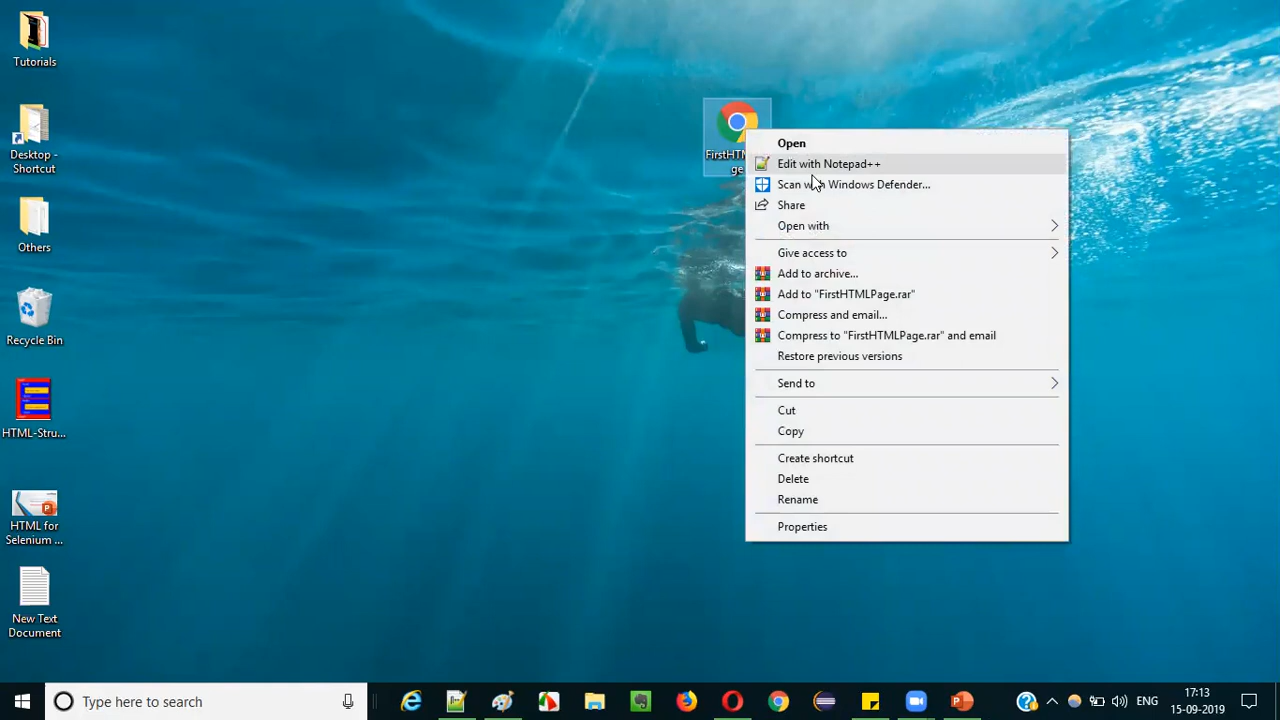 Tutorials
Desktop -
Shortcut
Others
Recycle Bin
HTML-Stru...
HTML for
Selenium ...
New Text
Document
ge
Open
Edit with Notepad++
Scan with Windows Defender...
Share
Open with
Give access to
Add to archive...
Add to "FirstHTMLPage.rar"
Compress and email...
Compress to "FirstHTMLPage.rar" and email
Restore previous versions
Send to
Cut
Copy
Create shortcut
Delete
Rename
Properties
Type here to search
ENG
17:13
15-09-2019